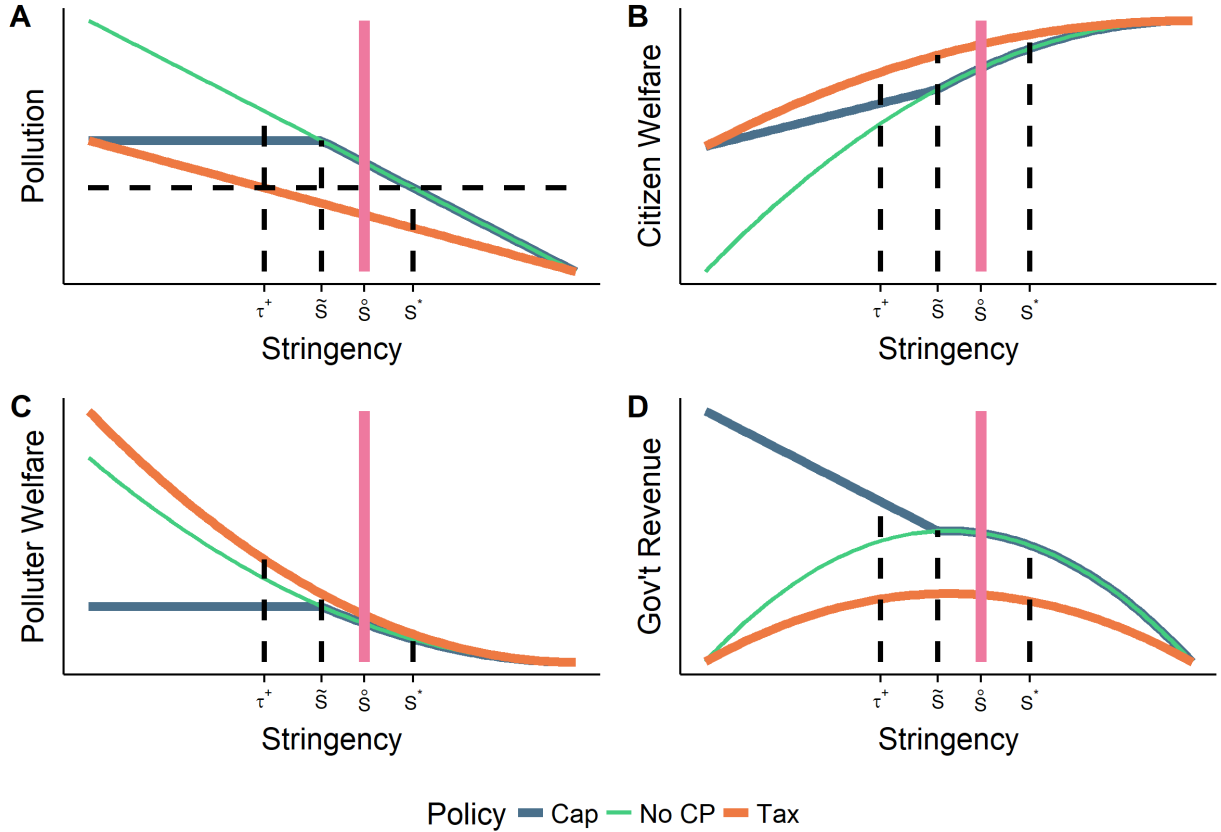 A
Pollution
τ⁺ S̃ S̊ S*
Stringency
B
Citizen Welfare
τ⁺ S̃ S̊ S*
Stringency
C
Polluter Welfare
τ⁺ S̃ S̊ S*
Stringency
D
Gov't Revenue
τ⁺ S̃ S̊ S*
Stringency
Policy Cap No CP Tax